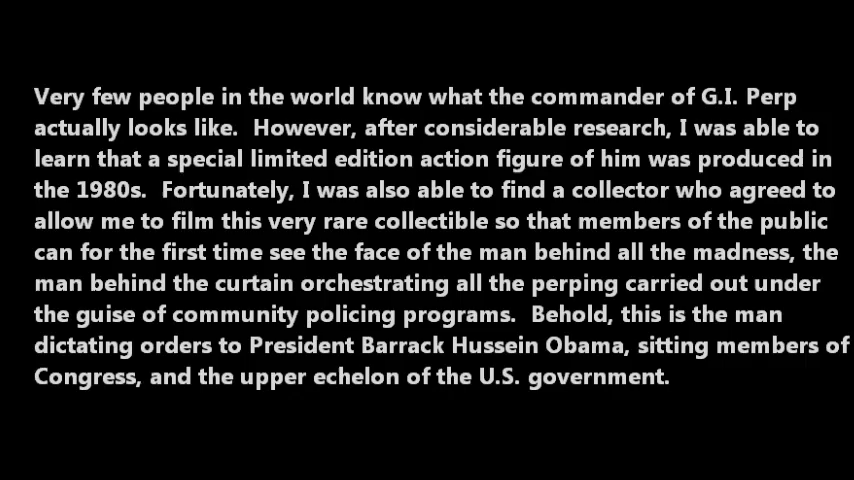 Very few people in the world know what the commander of G.I. Perp
actually looks like.  However, after considerable research, I was able to
learn that a special limited edition action figure of him was produced in
the 1980s.  Fortunately, I was also able to find a collector who agreed to
allow me to film this very rare collectible so that members of the public
can for the first time see the face of the man behind all the madness, the
man behind the curtain orchestrating all the perping carried out under
the guise of community policing programs.  Behold, this is the man
dictating orders to President Barrack Hussein Obama, sitting members of
Congress, and the upper echelon of the U.S. government.